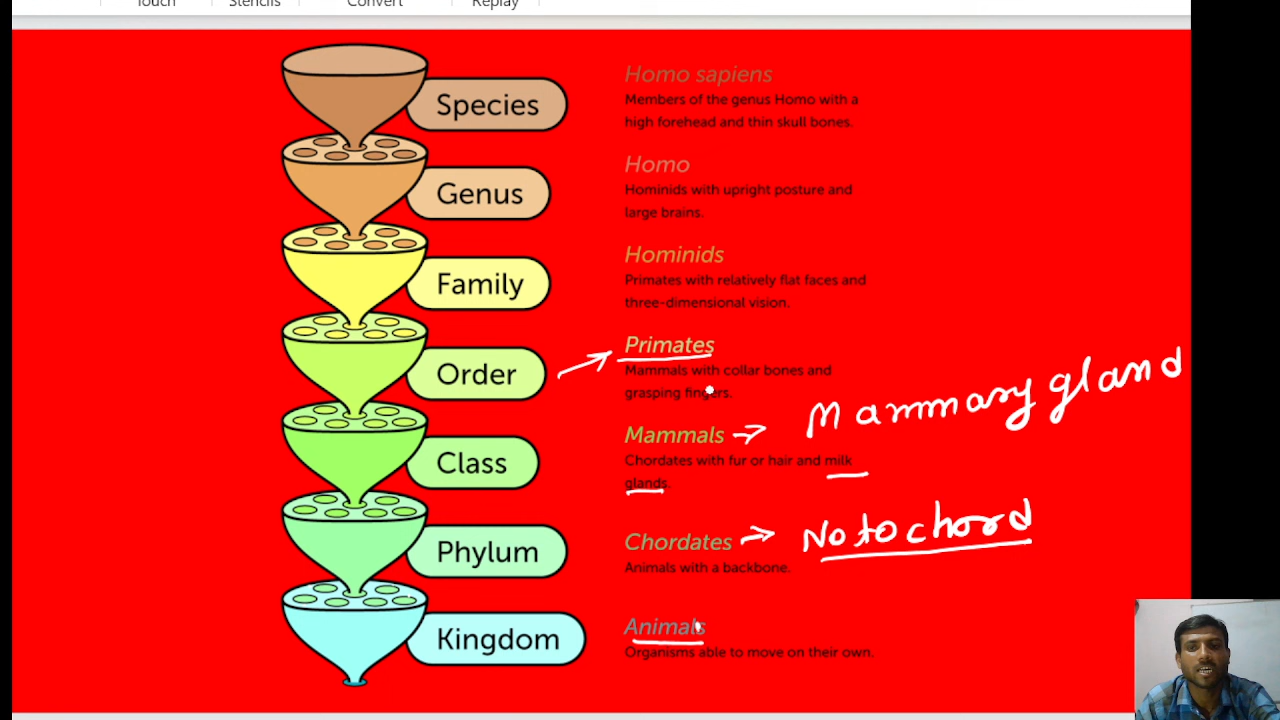 Touch Stencils Convert Replay
Species
Homo sapiens
Members of the genus Homo with a
high forehead and thin skull bones.
Genus
Homo
Hominids with upright posture and
large brains.
Family
Hominids
Primates with relatively flat faces and
three-dimensional vision.
Order
Primates
Mammals with collar bones and
grasping fingers.
Class
Mammals
Mammary gland
Chordates with fur or hair and milk
glands.
Phylum
Chordates
Notochord
Animals with a backbone.
Kingdom
Animals
Organisms able to move on their own.